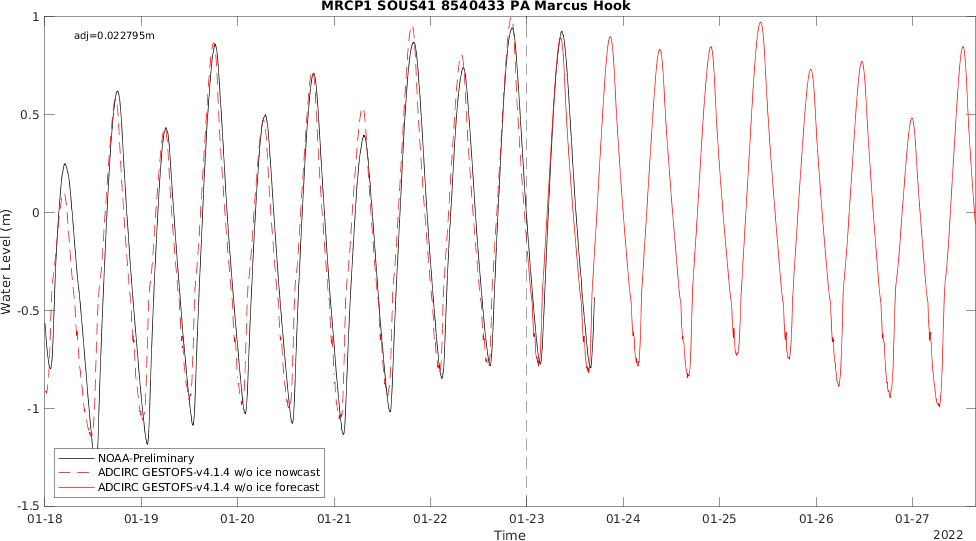 MRCP1 SOUS41 8540433 PA Marcus Hook
adj=0.022795m
1
0.5
0
-0.5
-1
-1.5
Water Level (m)
NOAA-Preliminary
ADCIRC GESTOFS-v4.1.4 w/o ice nowcast
ADCIRC GESTOFS-v4.1.4 w/o ice forecast
01-18 01-19 01-20 01-21 01-22 01-23 01-24 01-25 01-26 01-27
Time
2022